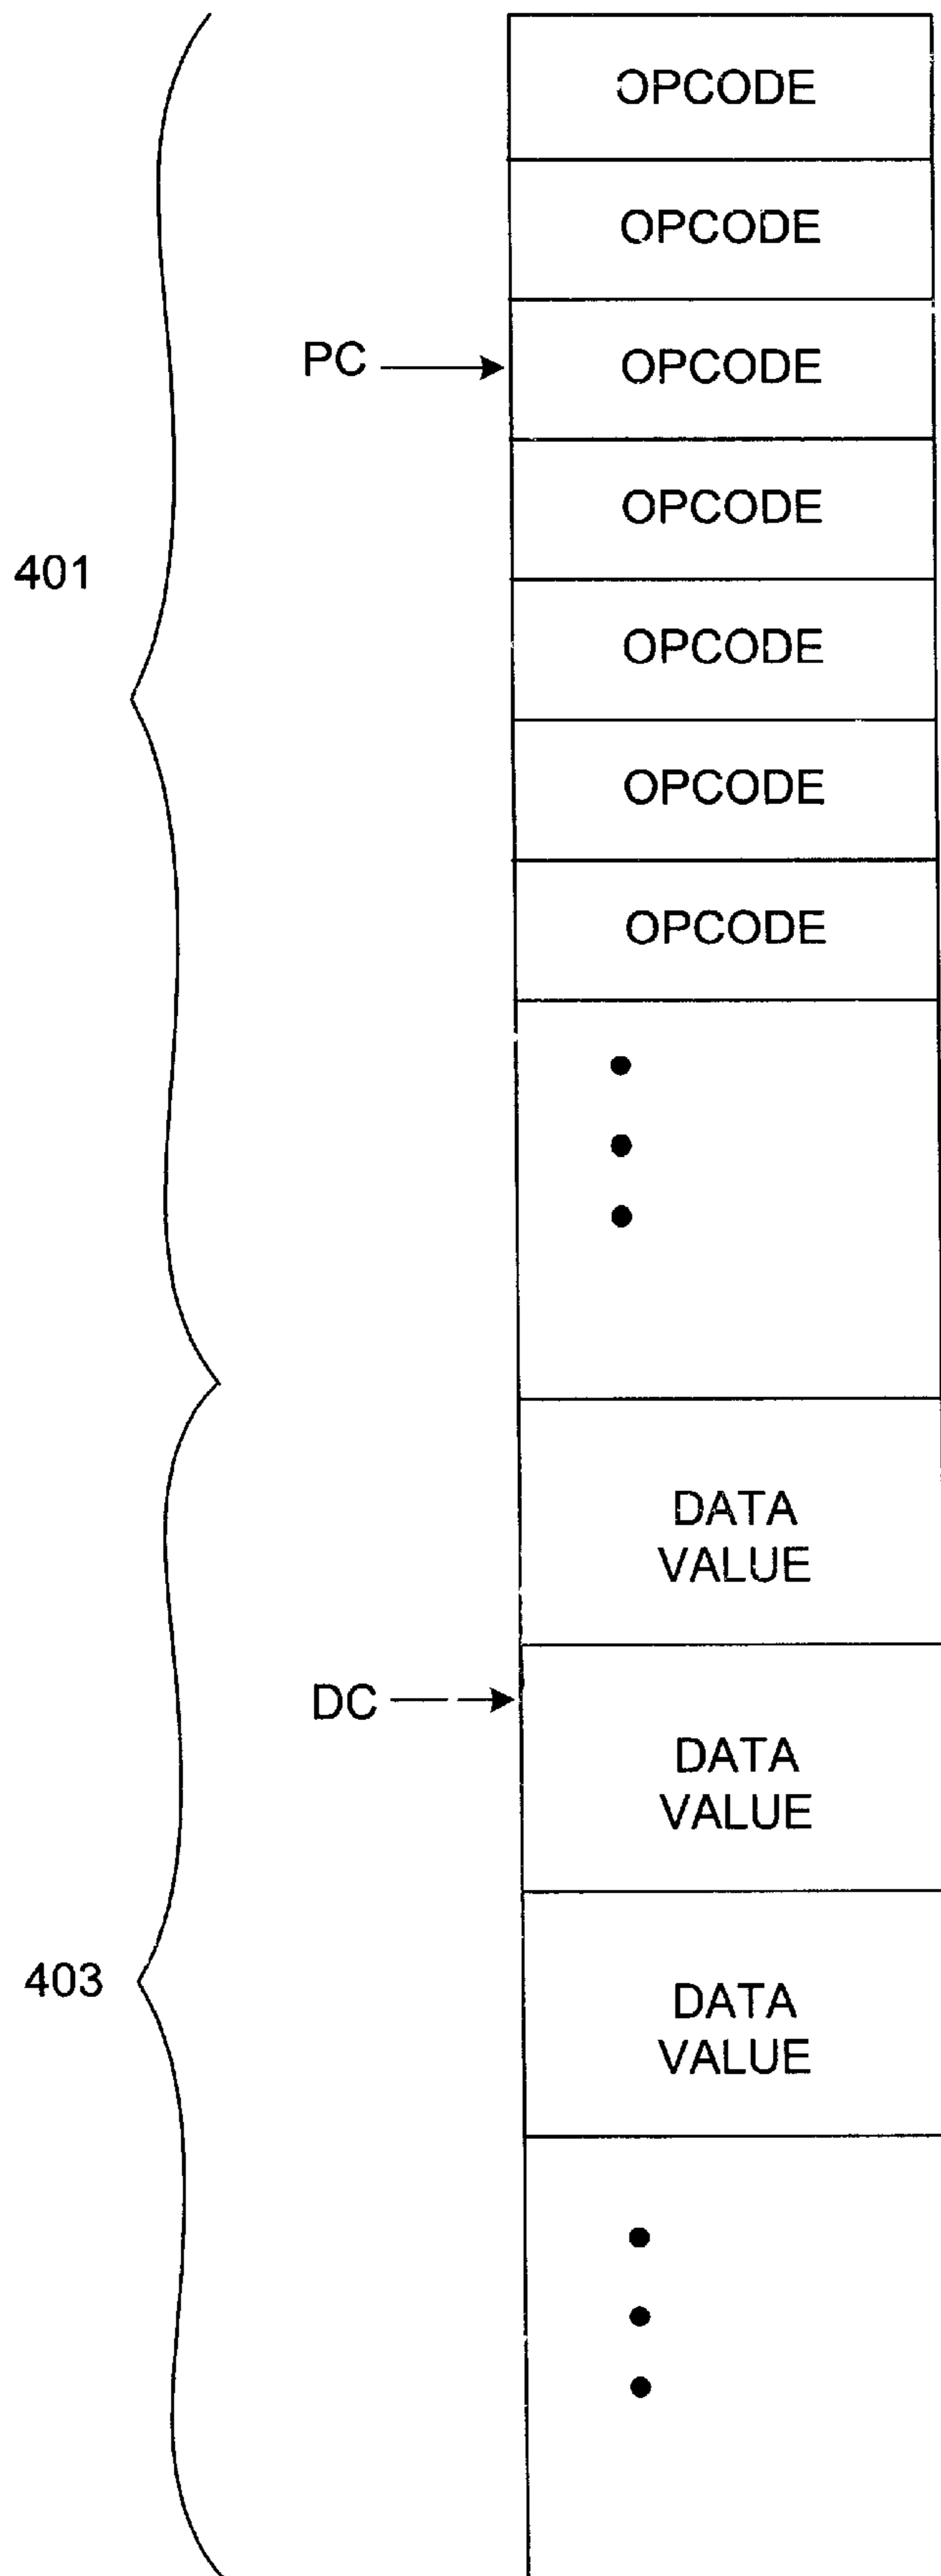 OPCODE
OPCODE
PC
OPCODE
OPCODE
401
OPCODE
OPCODE
OPCODE
DATA
VALUE
DC
DATA
VALUE
403
DATA
VALUE